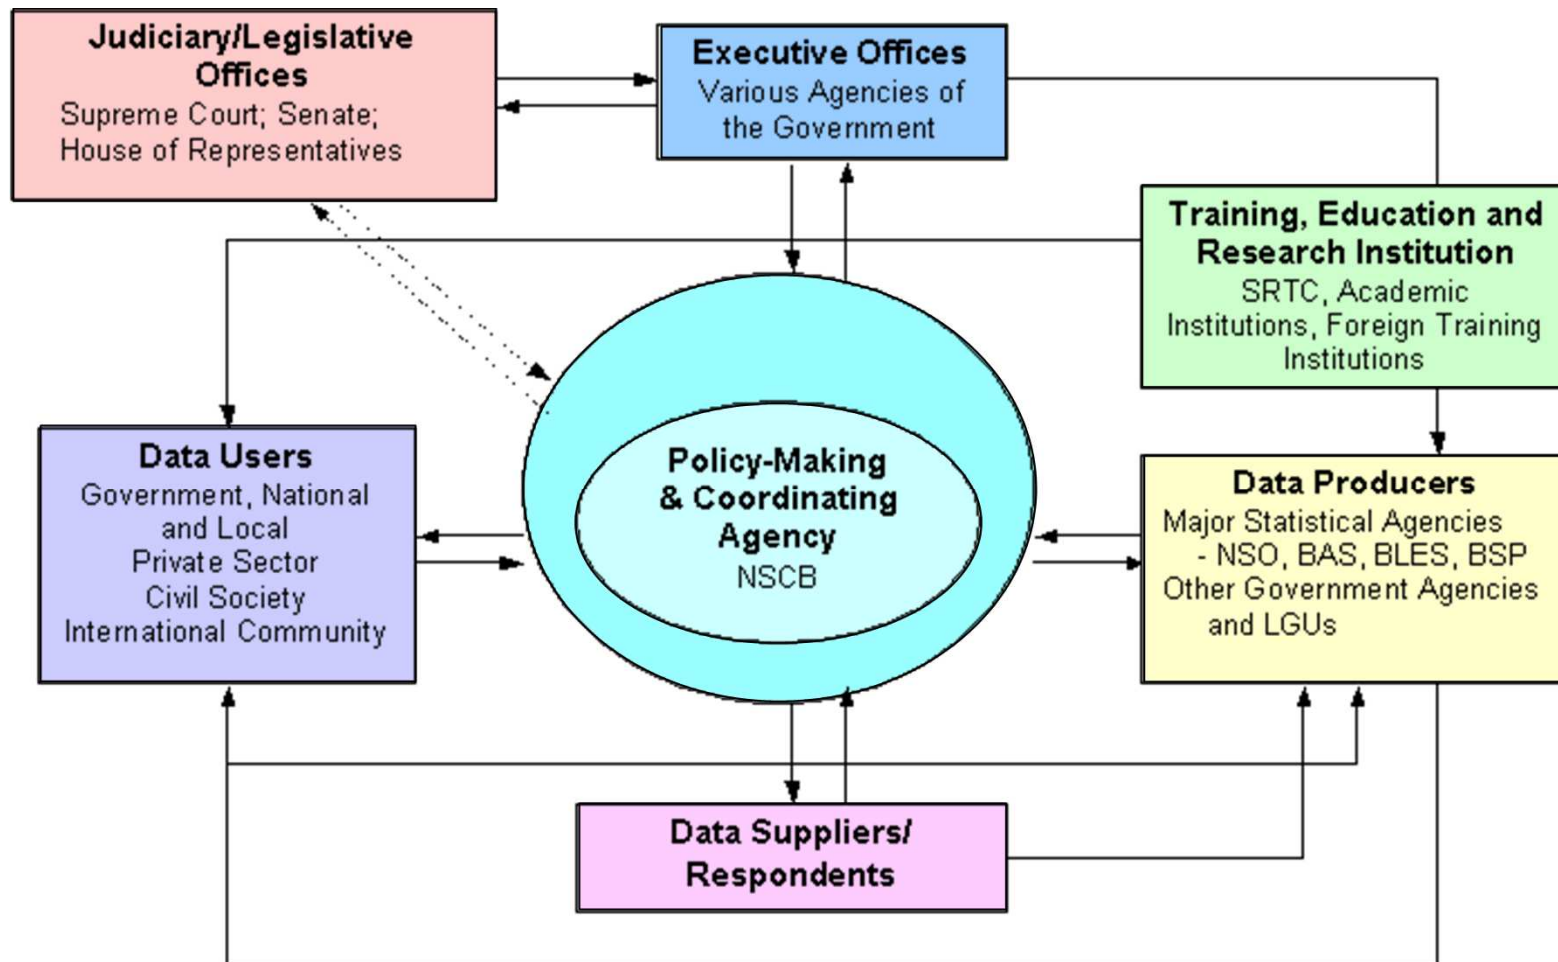 Judiciary/Legislative
Offices
Supreme Court; Senate;
House of Representatives
Executive Offices
Various Agencies of
the Government
Training, Education and
Research Institution
SRTC, Academic
Institutions, Foreign Training
Institutions
Data Users
Government, National
and Local
Private Sector
Civil Society
International Community
Policy-Making
& Coordinating
Agency
NSCB
Data Producers
Major Statistical Agencies
- NSO, BAS, BLES, BSP
Other Government Agencies
and LGUs
Data Suppliers/
Respondents